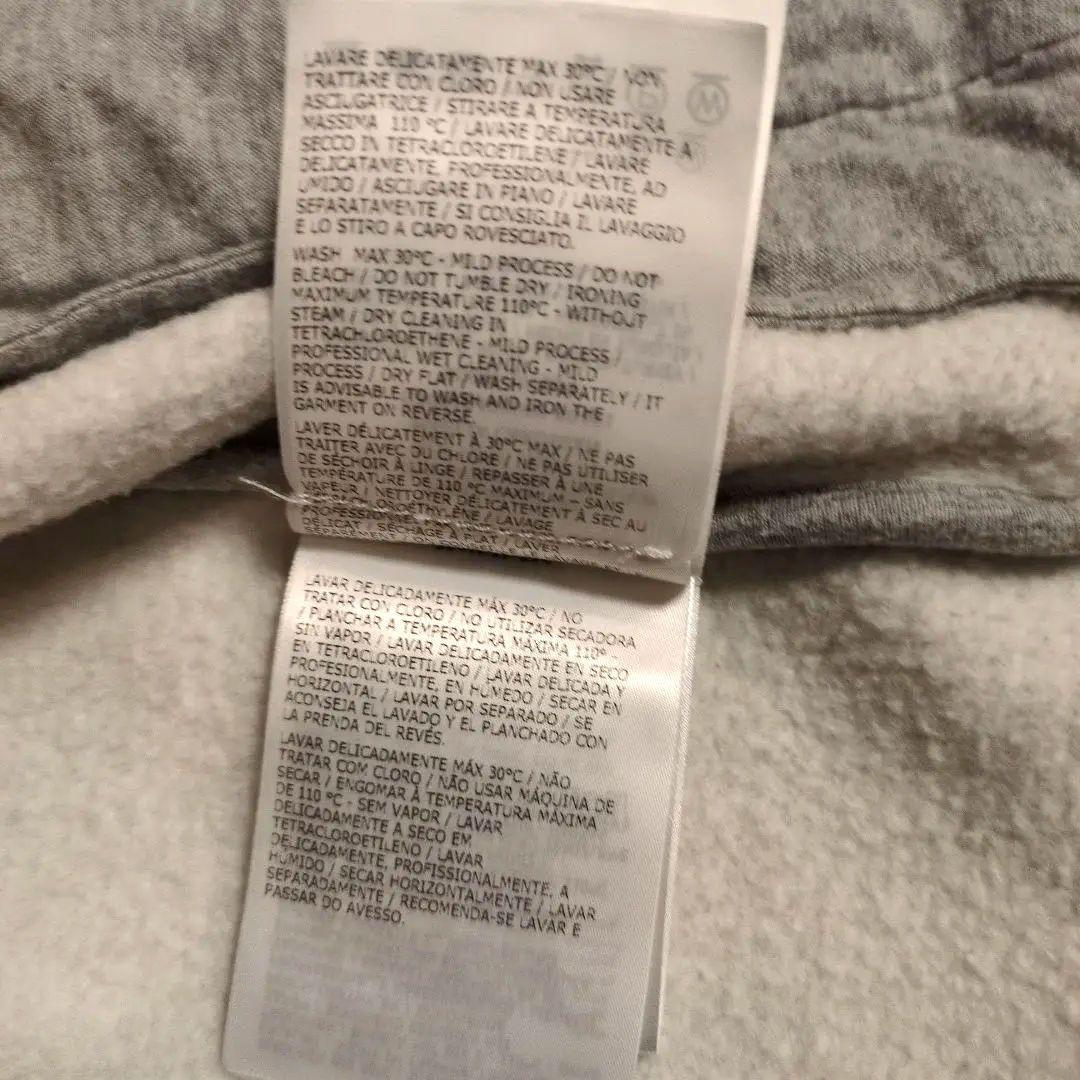 LAVARE DELICATAMENTE MAX 30°C / NON
TRATTARE CON CLORO / NON USARE
ASCIUGATRICE / STIRARE A TEMPERATURA
MASSIMA 110 °C / LAVARE DELICATAMENTE A
SECCO IN TETRACLOROETILENE / LAVARE
DELICATAMENTE, PROFESSIONALMENTE, AD
UMIDO / ASCIUGARE IN PIANO / LAVARE
SEPARATAMENTE / SI CONSIGLIA IL LAVAGGIO
E LO STIRO A CAPO ROVESCIATO.
WASH MAX 30°C - MILD PROCESS / DO NOT
BLEACH / DO NOT TUMBLE DRY / IRONING
MAXIMUM TEMPERATURE 110°C - WITHOUT
STEAM / DRY CLEANING IN
TETRACHLOROETHENE - MILD PROCESS /
PROFESSIONAL WET CLEANING - MILD
PROCESS / DRY FLAT / WASH SEPARATELY / IT
IS ADVISABLE TO WASH AND IRON THE
GARMENT ON REVERSE.
LAVER DÉLICATEMENT À 30°C MAX / NE PAS
TRAITER AVEC DU CHLORE / NE PAS UTILISER
DE SÉCHOIR À LINGE / REPASSER À UNE
TEMPÉRATURE DE 110 °C MAXIMUM - SANS
VAPEUR / NETTOYER DÉLICATEMENT À SEC AU
PERCHLOROÉTHYLÈNE / LAVAGE
DÉLICAT / SÉCHAGE À PLAT / LAVER
LAVAR DELICADAMENTE MÁX 30°C / NO
TRATAR CON CLORO / NO UTILIZAR SECADORA
/ PLANCHAR A TEMPERATURA MÁXIMA 110° -
SIN VAPOR / LAVAR DELICADAMENTE EN SECO
EN TETRACLOROETILENO / LAVAR DELICADA Y
PROFESIONALMENTE, EN HÚMEDO / SECAR EN
HORIZONTAL / LAVAR POR SEPARADO / SE
ACONSEJA EL LAVADO Y EL PLANCHADO CON
LA PRENDA DEL REVÉS.
LAVAR DELICADAMENTE MÁX 30°C / NÃO
TRATAR COM CLORO / NÃO USAR MÁQUINA DE
SECAR / ENGOMAR À TEMPERATURA MÁXIMA
DE 110 °C - SEM VAPOR / LAVAR
DELICADAMENTE A SECO EM
TETRACLOROETILENO / LAVAR
DELICADAMENTE, PROFISSIONALMENTE, A
HÚMIDO / SECAR HORIZONTALMENTE / LAVAR
SEPARADAMENTE / RECOMENDA-SE LAVAR E
PASSAR DO AVESSO.